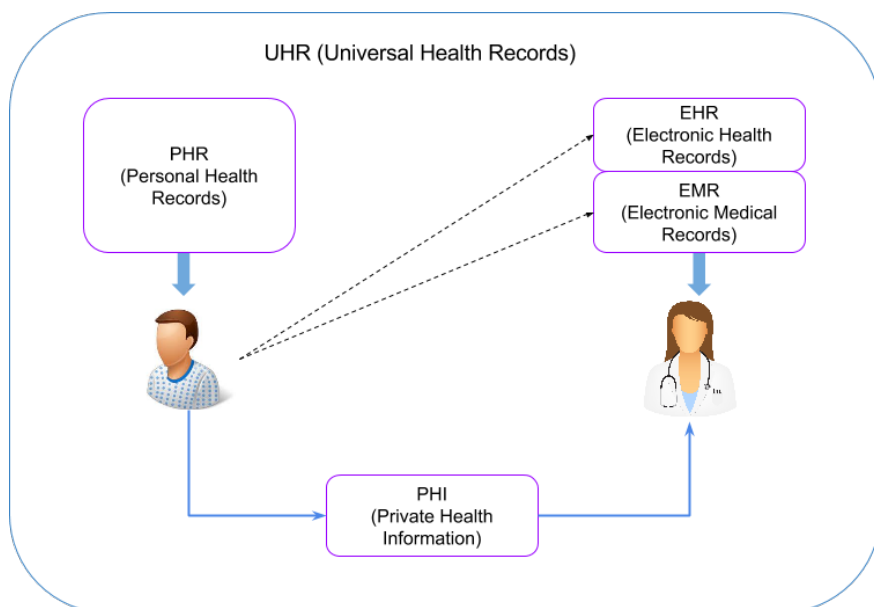 UHR (Universal Health Records)
PHR
(Personal Health
Records)
EHR
(Electronic Health
Records)
EMR
(Electronic Medical
Records)
PHI
(Private Health
Information)